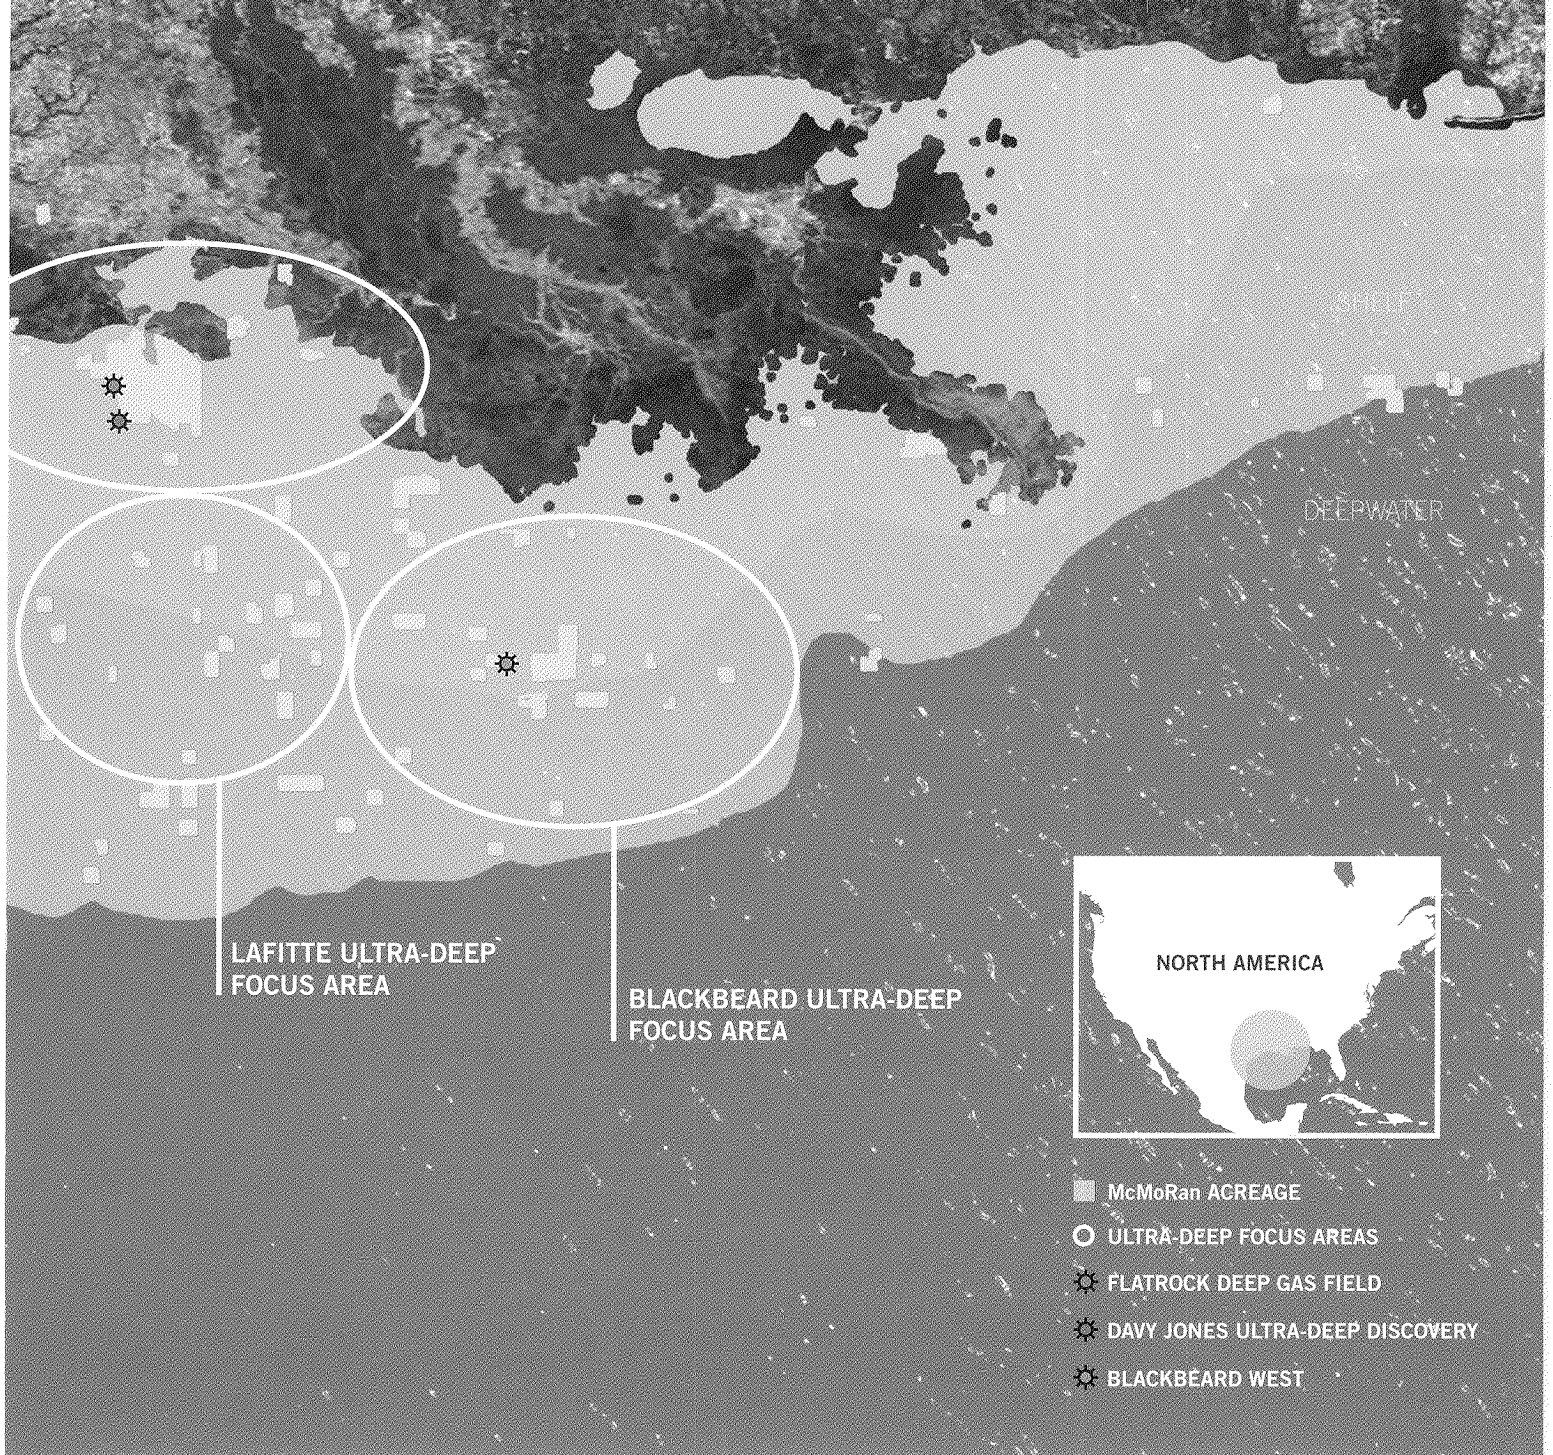 SHELF
DEEPWATER
LAFITTE ULTRA-DEEP
FOCUS AREA
BLACKBEARD ULTRA-DEEP
FOCUS AREA
NORTH AMERICA
McMoRan ACREAGE
ULTRA-DEEP FOCUS AREAS
FLATROCK DEEP GAS FIELD
DAVY JONES ULTRA-DEEP DISCOVERY
BLACKBEARD WEST